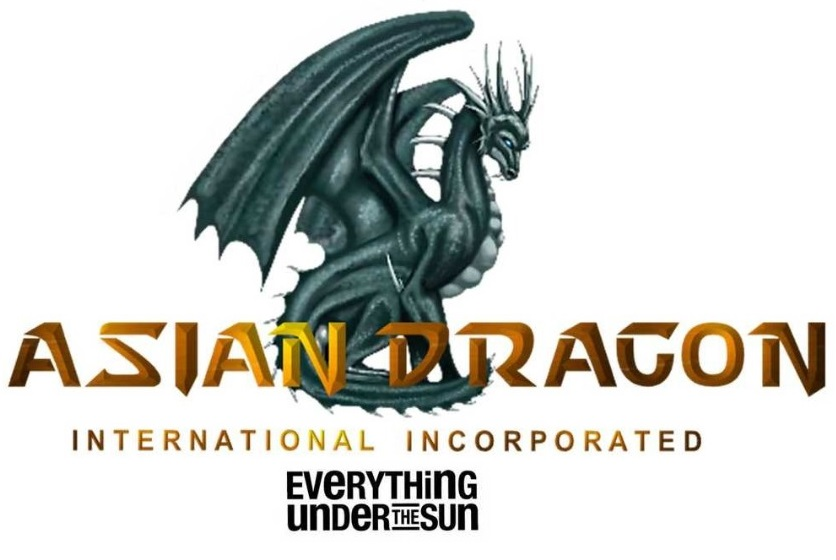 ASIAN DRAGON
INTERNATIONAL INCORPORATED
EVeRYTHiNG
UNDER THE SUN